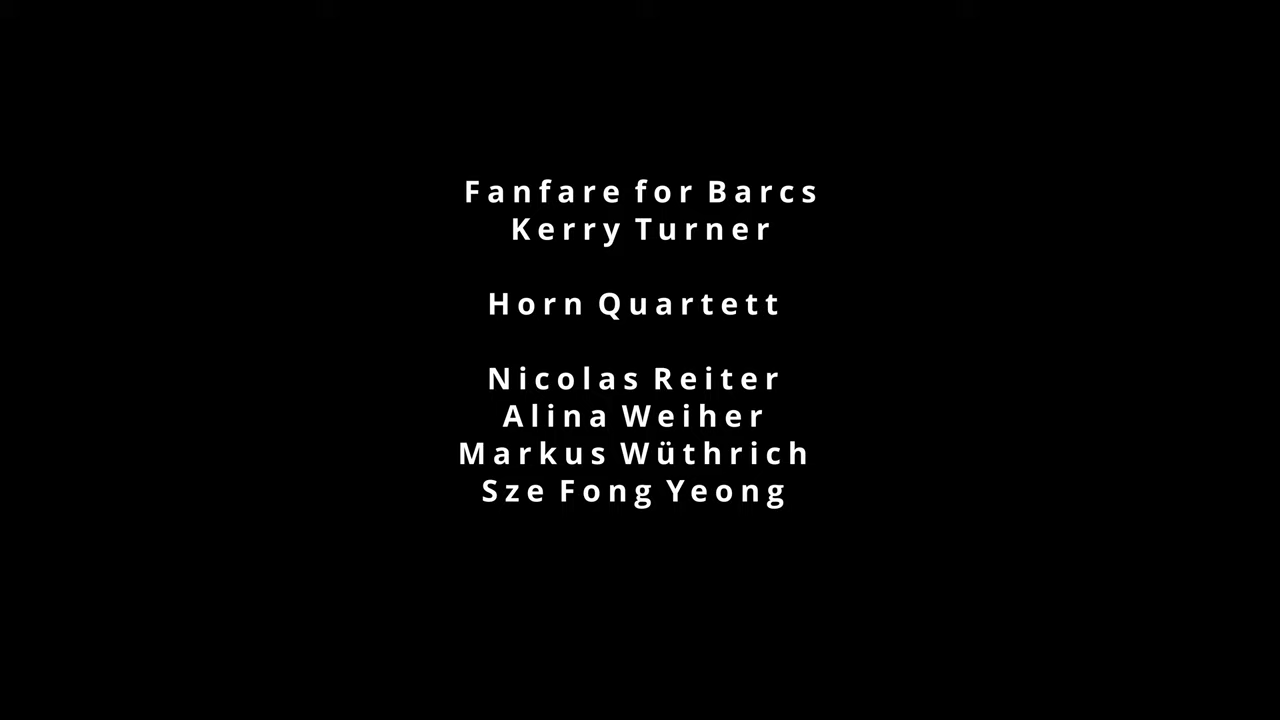 Fanfare for Barcs
Kerry Turner
Horn Quartett
Nicolas Reiter
Alina Weiher
Markus Wüthrich
Sze Fong Yeong